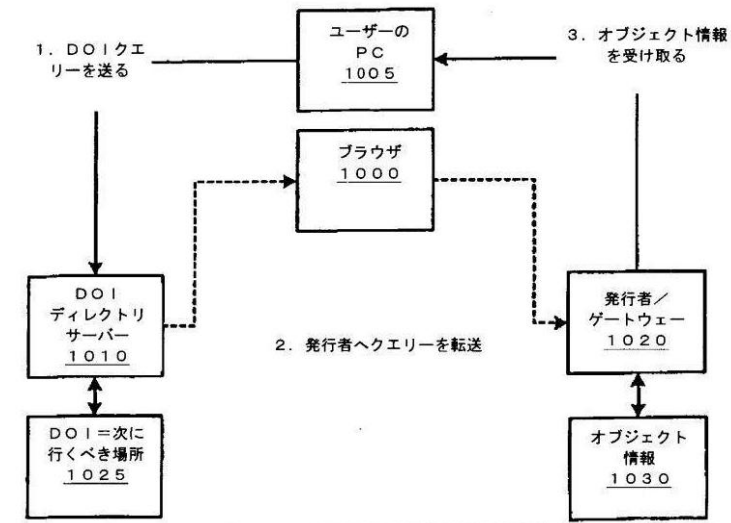 1．ＤＯＩクエ
リーを送る
ユーザーの
ＰＣ
１００５
3．オブジェクト情報
を受け取る
ブラウザ
１０００
ＤＯＩ
ディレクトリ
サーバー
１０１０
2．発行者へクエリーを転送
発行者／
ゲートウェー
１０２０
ＤＯＩ＝次に
行くべき場所
１０２５
オブジェクト
情報
１０３０